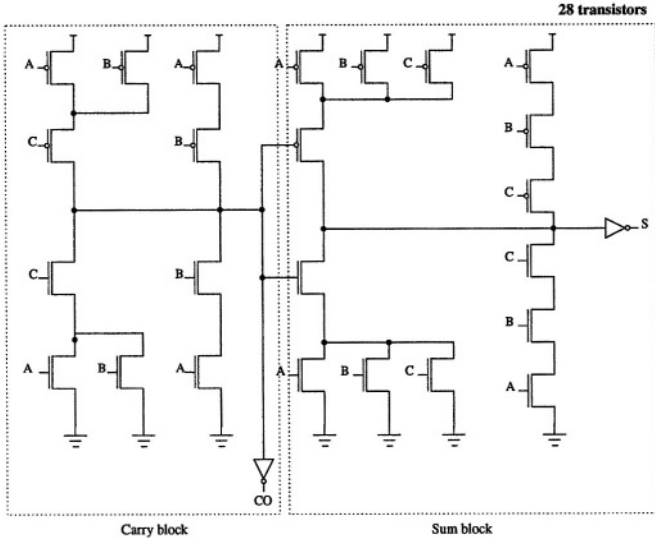 28 transistors
A B A A B C A
C B B
C
S
C B C
B
A B A A B C A
CO
Carry block Sum block